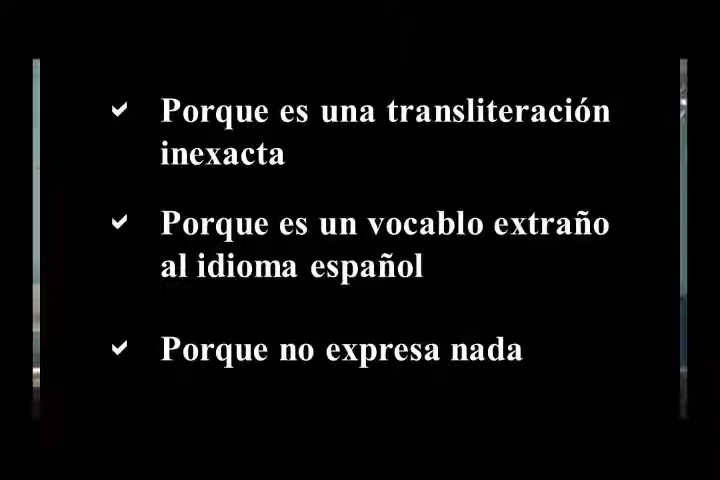 Porque es una transliteración
inexacta
Porque es un vocablo extraño
al idioma español
Porque no expresa nada